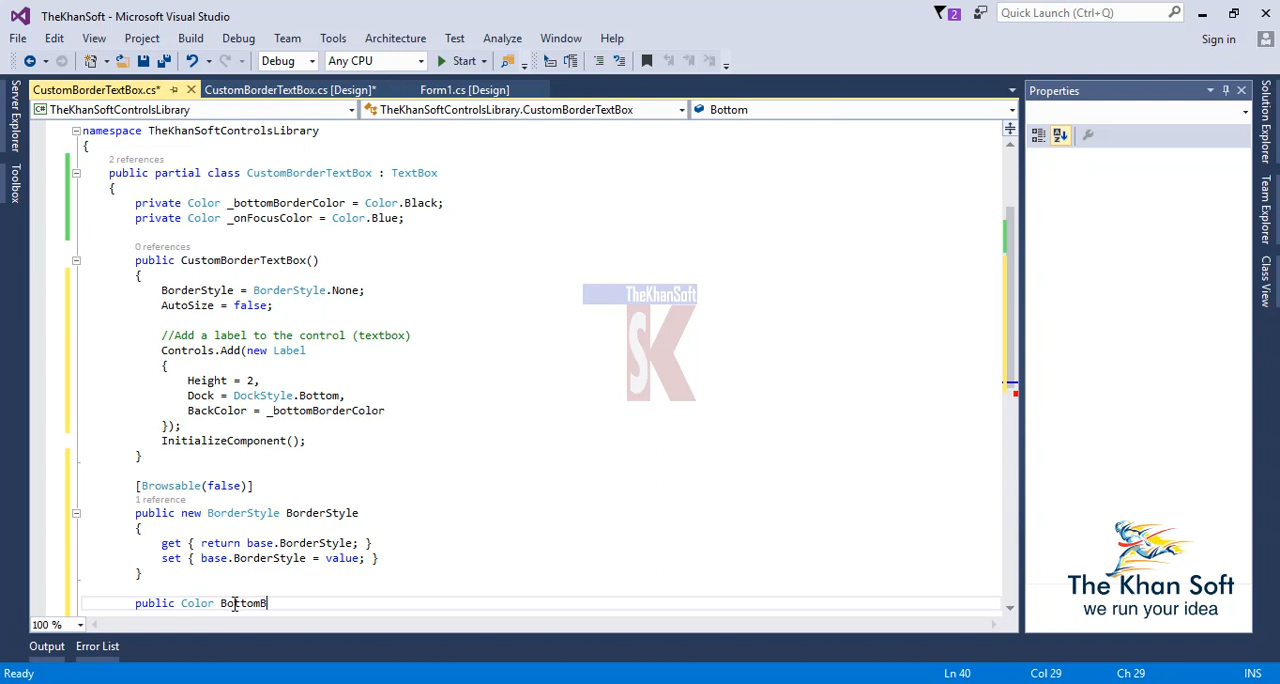 TheKhanSoft - Microsoft Visual Studio
2
Quick Launch (Ctrl+Q)
File Edit View Project Build Debug Team Tools Architecture Test Analyze Window Help
Sign in
Debug Any CPU Start
CustomBorderTextBox.cs* CustomBorderTextBox.cs [Design]* Form1.cs [Design]
TheKhanSoftControlsLibrary TheKhanSoftControlsLibrary.CustomBorderTextBox Bottom
namespace TheKhanSoftControlsLibrary
{
2 references
public partial class CustomBorderTextBox : TextBox
{
private Color _bottomBorderColor = Color.Black;
private Color _onFocusColor = Color.Blue;
0 references
public CustomBorderTextBox()
{
BorderStyle = BorderStyle.None;
AutoSize = false;
//Add a label to the control (textbox)
Controls.Add(new Label
{
Height = 2,
Dock = DockStyle.Bottom,
BackColor = _bottomBorderColor
});
InitializeComponent();
}
[Browsable(false)]
1 reference
public new BorderStyle BorderStyle
{
get { return base.BorderStyle; }
set { base.BorderStyle = value; }
}
public Color BottomB
100 %
Output Error List
Ready Ln 40 Col 29 Ch 29 INS
Server Explorer
Toolbox
Properties
Solution Explorer
Team Explorer
Class View
TheKhanSoft
SK
The Khan Soft
we run your idea